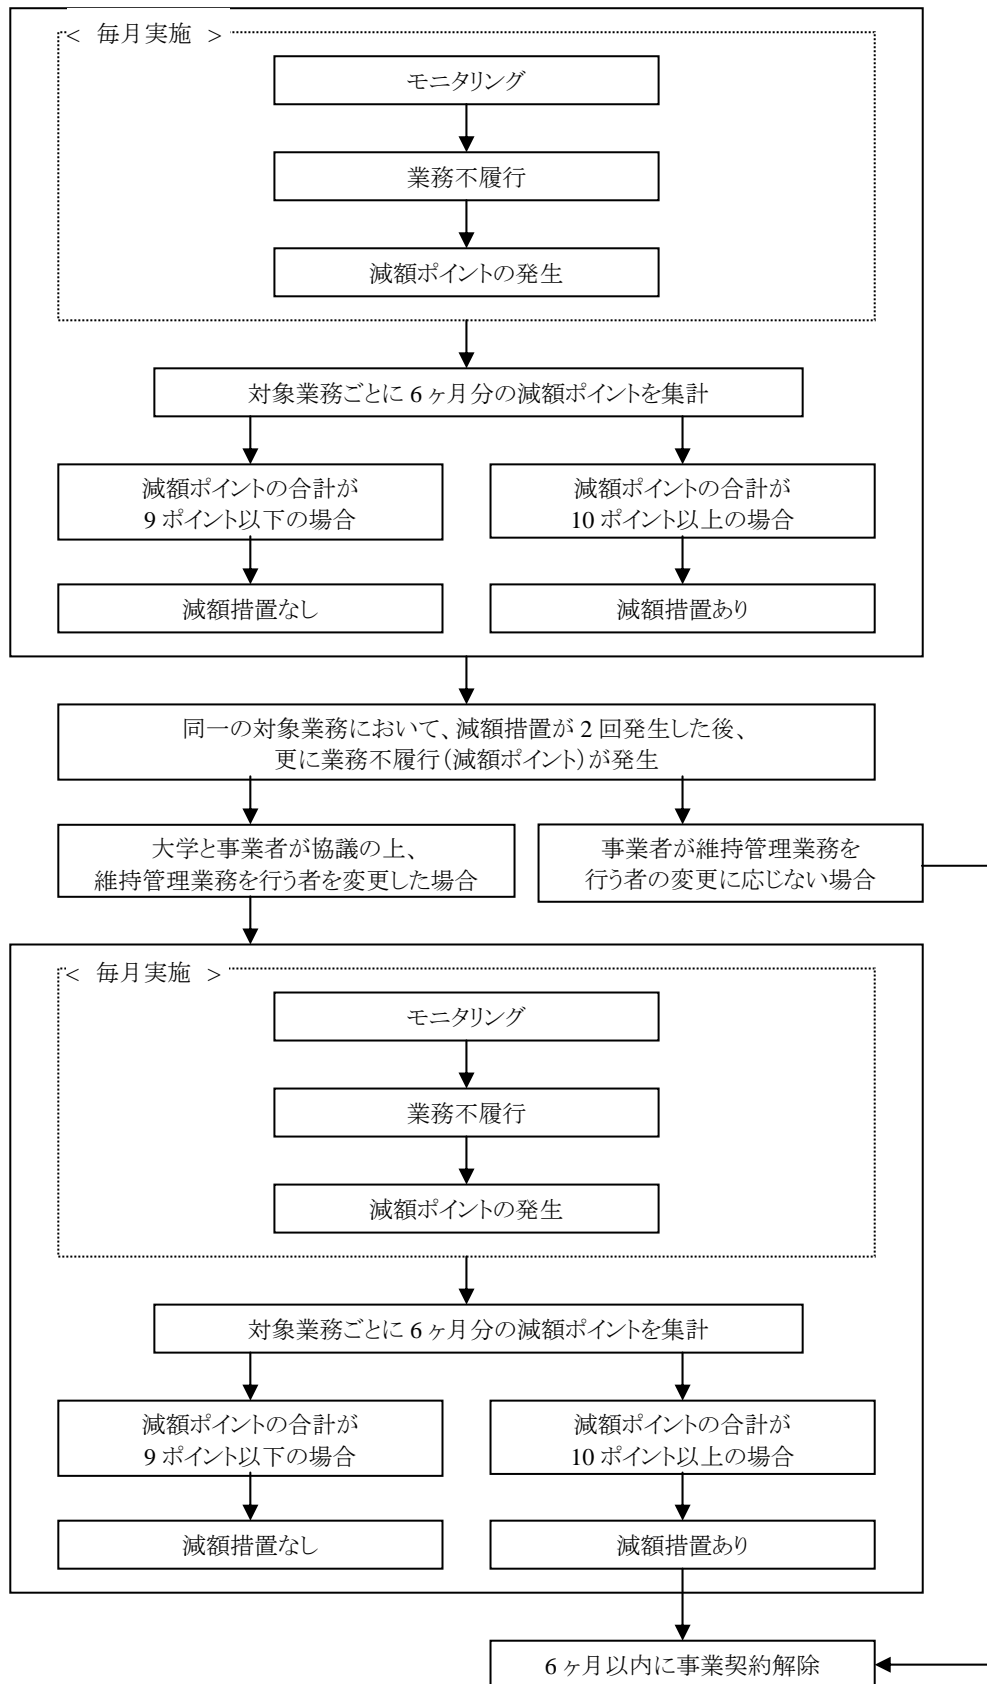 < 毎月実施 >
モニタリング
業務不履行
減額ポイントの発生
対象業務ごとに 6 ヶ月分の減額ポイントを集計
減額ポイントの合計が
9 ポイント以下の場合
減額ポイントの合計が
10 ポイント以上の場合
減額措置なし
減額措置あり
同一の対象業務において、減額措置が 2 回発生した後、
更に業務不履行(減額ポイント)が発生
大学と事業者が協議の上、
維持管理業務を行う者を変更した場合
事業者が維持管理業務を
行う者の変更に応じない場合
< 毎月実施 >
モニタリング
業務不履行
減額ポイントの発生
対象業務ごとに 6 ヶ月分の減額ポイントを集計
減額ポイントの合計が
9 ポイント以下の場合
減額ポイントの合計が
10 ポイント以上の場合
減額措置なし
減額措置あり
6 ヶ月以内に事業契約解除